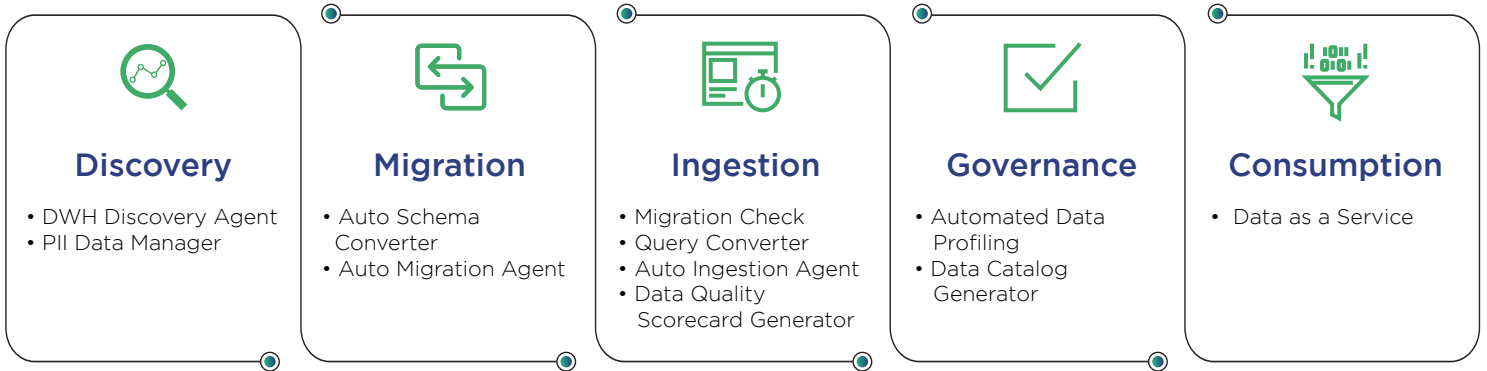 Discovery
• DWH Discovery Agent
• PII Data Manager
Migration
• Auto Schema
Converter
• Auto Migration Agent
Ingestion
• Migration Check
• Query Converter
• Auto Ingestion Agent
• Data Quality
Scorecard Generator
Governance
• Automated Data
Profiling
• Data Catalog
Generator
Consumption
• Data as a Service